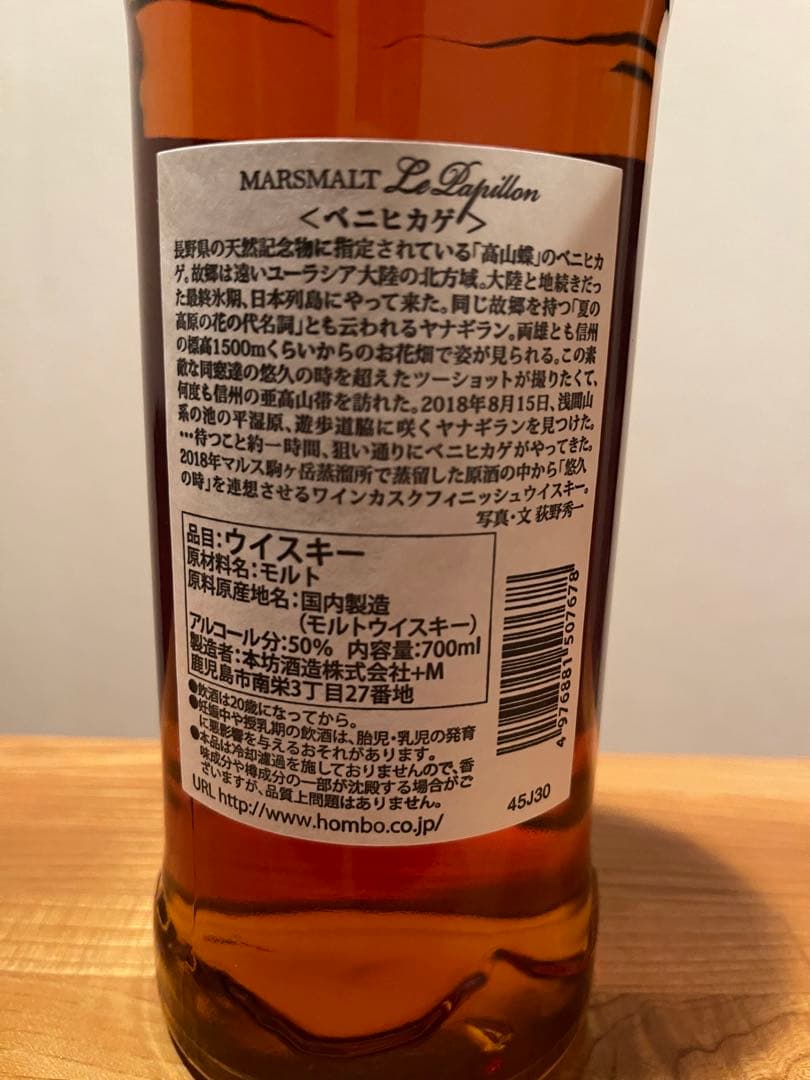 MARSMALT Le Papillon
＜ベニヒカゲ＞
長野県の天然記念物に指定されている「高山蝶」のベニヒカ
ゲ。故郷は遠いユーラシア大陸の北方域。大陸と地続きだっ
た最終氷期、日本列島にやって来た。同じ故郷を持つ「夏の
高原の花の代名詞」とも云われるヤナギラン。両雄とも信州
の標高1500mくらいからのお花畑で姿が見られる。この素
敵な同窓達の悠久の時を超えたツーショットが撮りたくて、
何度も信州の亜高山帯を訪れた。2018年8月15日、浅間山
系の池の平湿原、遊歩道脇に咲くヤナギランを見つけた。
…待つこと約一時間、狙い通りにベニヒカゲがやってきた。
2018年マルス駒ヶ岳蒸溜所で蒸留した原酒の中から「悠久
の時」を連想させるワインカスクフィニッシュウイスキー。
写真・文 荻野秀一
品目：ウイスキー
原材料名：モルト
原料原産地名：国内製造
（モルトウイスキー）
アルコール分：50% 内容量：700ml
製造者：本坊酒造株式会社+M
鹿児島市南栄3丁目27番地
●飲酒は20歳になってから。
●妊娠中や授乳期の飲酒は、胎児・乳児の発育
に悪影響を与えるおそれがあります。
●本品は冷却濾過を施しておりませんので、香
味成分や樽成分の一部が沈殿する場合がご
ざいますが、品質上問題はありません。
URL http://www.hombo.co.jp/
4 976881 507678
45J30